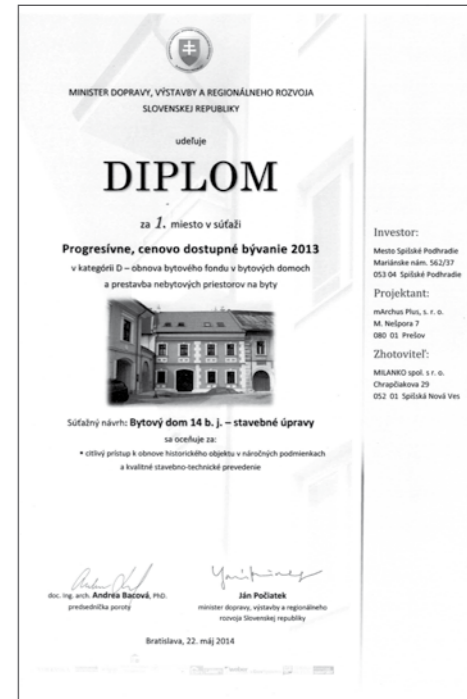 MINISTER DOPRAVY, VÝSTAVBY A REGIONÁLNEHO ROZVOJA
SLOVENSKEJ REPUBLIKY
udeľuje
DIPLOM
za 1. miesto v súťaži
Progresívne, cenovo dostupné bývanie 2013
v kategórii D – obnova bytového fondu v bytových domoch
a prestavba nebytových priestorov na byty
Súťažný návrh: Bytový dom 14 b. j. – stavebné úpravy
sa oceňuje za:
• citlivý prístup k obnove historického objektu v náročných podmienkach
a kvalitné stavebno-technické prevedenie
doc. Ing. arch. Andrea Bacová, PhD.
predsedníčka poroty
Ján Počiatek
minister dopravy, výstavby a regionálneho
rozvoja Slovenskej republiky
Bratislava, 22. máj 2014
Investor:
Mesto Spišské Podhradie
Mariánske nám. 562/37
053 04 Spišské Podhradie
Projektant:
mArchus Plus, s. r. o.
M. Nešpora 7
080 01 Prešov
Zhotoviteľ:
MILANKO spol. s r. o.
Chrapčiakova 29
052 01 Spišská Nová Ves